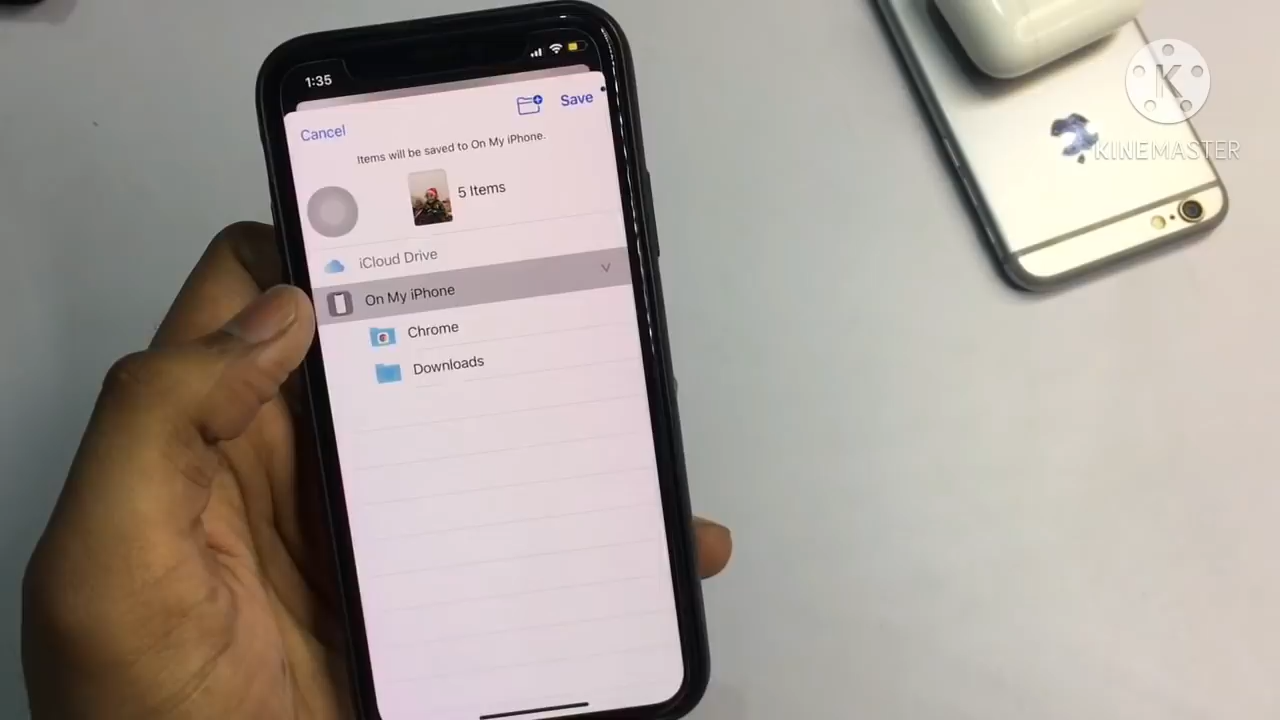 1:35
Save
Cancel
Items will be saved to On My iPhone.
5 Items
iCloud Drive
On My iPhone
Chrome
Downloads
K
KINEMASTER